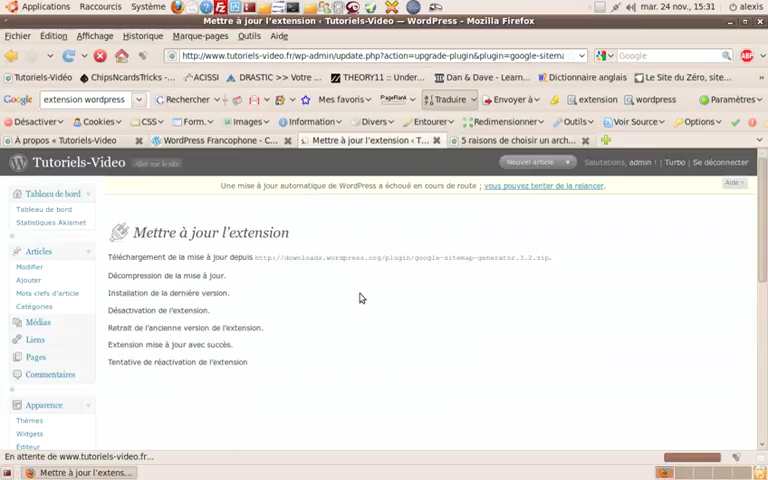 Applications Raccourcis Système mar. 24 nov., 15:31 alexis
Mettre à jour l'extension ‹ Tutoriels-Video — WordPress - Mozilla Firefox
Fichier Édition Affichage Historique Marque-pages Outils Aide
http://www.tutoriels-video.fr/wp-admin/update.php?action=upgrade-plugin&plugin=google-sitema Google ABP
Tutoriels-Vidéo ChipsNcardsTricks - ... ACISSI DRASTIC >> Votre ... THEORY11 :: Under... Dan & Dave - Learn... Dictionnaire anglais Le Site du Zéro, site...
Google extension wordpress Rechercher Mes favoris PageRank Traduire Envoyer à extension wordpress Paramètres
Désactiver Cookies CSS Form. Images Information Divers Entourer Redimensionner Outils Voir Source Options
À propos « Tutoriels-Video WordPress Francophone - C... Mettre à jour l'extension ‹ T... 5 raisons de choisir un arch...
Tutoriels-Video Aller sur le site Nouvel article Salutations, admin ! | Turbo | Se déconnecter
Une mise à jour automatique de WordPress a échoué en cours de route ; vous pouvez tenter de la relancer. Aide
Tableau de bord
Tableau de bord
Statistiques Akismet
Articles
Modifier
Ajouter
Mots clefs d'article
Catégories
Médias
Liens
Pages
Commentaires
Apparence
Thèmes
Widgets
Éditeur
Mettre à jour l'extension
Téléchargement de la mise à jour depuis http://downloads.wordpress.org/plugin/google-sitemap-generator.3.2.zip.
Décompression de la mise à jour.
Installation de la dernière version.
Désactivation de l'extension.
Retrait de l'ancienne version de l'extension.
Extension mise à jour avec succès.
Tentative de réactivation de l'extension
En attente de www.tutoriels-video.fr...
Mettre à jour l'extens...